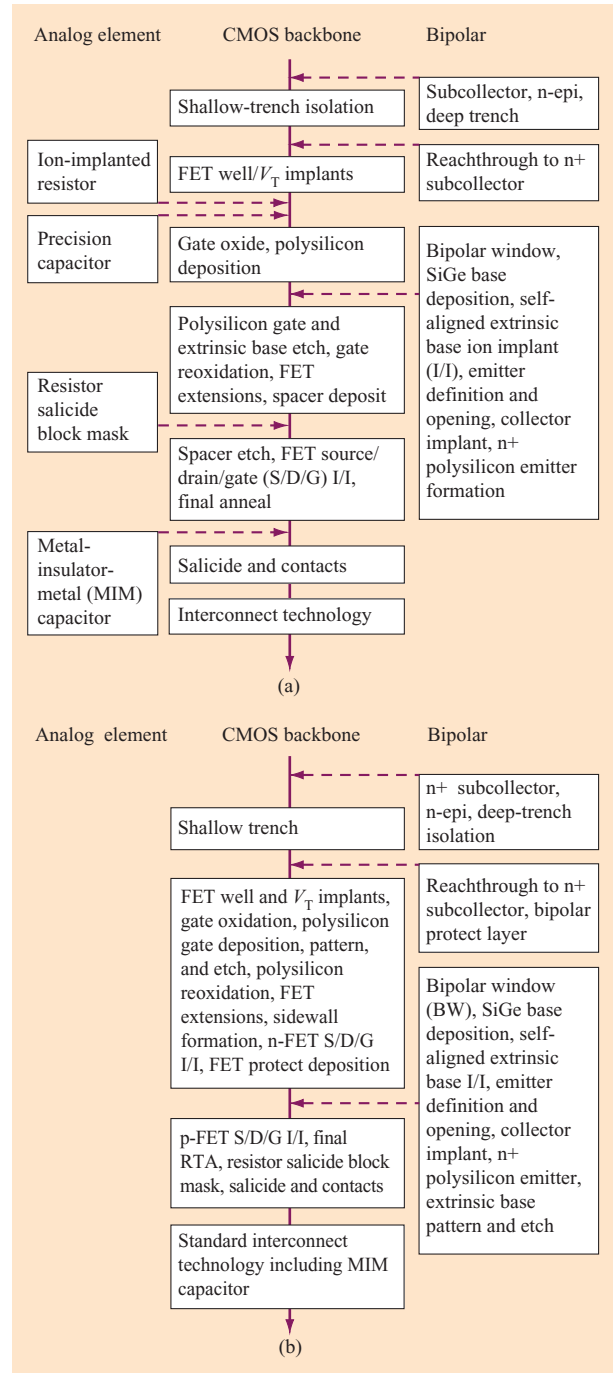 Analog element
CMOS backbone
Bipolar
Subcollector, n-epi,
deep trench
Shallow-trench isolation
Reachthrough to n+
subcollector
Ion-implanted
resistor
FET well/V_T implants
Precision
capacitor
Gate oxide, polysilicon
deposition
Bipolar window,
SiGe base
deposition, self-
aligned extrinsic
base ion implant
(I/I), emitter
definition and
opening, collector
implant, n+
polysilicon emitter
formation
Polysilicon gate and
extrinsic base etch, gate
reoxidation, FET
extensions, spacer deposit
Resistor
salicide
block mask
Spacer etch, FET source/
drain/gate (S/D/G) I/I,
final anneal
Metal-
insulator-
metal (MIM)
capacitor
Salicide and contacts
Interconnect technology
(a)
Analog element
CMOS backbone
Bipolar
n+ subcollector,
n-epi, deep-trench
isolation
Shallow trench
Reachthrough to n+
subcollector, bipolar
protect layer
FET well and V_T implants,
gate oxidation, polysilicon
gate deposition, pattern,
and etch, polysilicon
reoxidation, FET
extensions, sidewall
formation, n-FET S/D/G
I/I, FET protect deposition
Bipolar window
(BW), SiGe base
deposition, self-
aligned extrinsic
base I/I, emitter
definition and
opening, collector
implant, n+
polysilicon emitter,
extrinsic base
pattern and etch
p-FET S/D/G I/I, final
RTA, resistor salicide block
mask, salicide and contacts
Standard interconnect
technology including MIM
capacitor
(b)